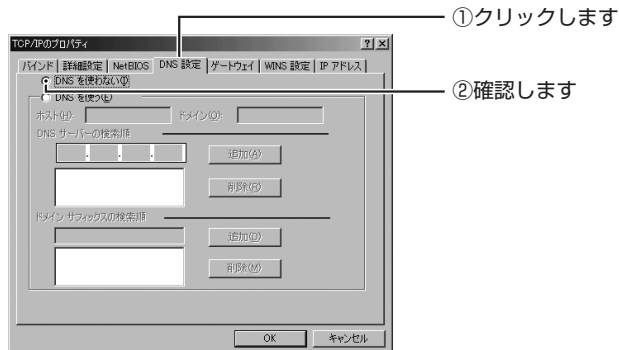 ①クリックします
TCP/IPのプロパティ
バインド 詳細設定 NetBIOS DNS 設定 ゲートウェイ WINS 設定 IP アドレス
DNS を使わない(I)
②確認します
DNS を使う(E)
ホスト(H): ドメイン(O):
DNS サーバーの検索順
追加(A)
削除(R)
ドメイン サフィックスの検索順
追加(D)
削除(M)
OK キャンセル